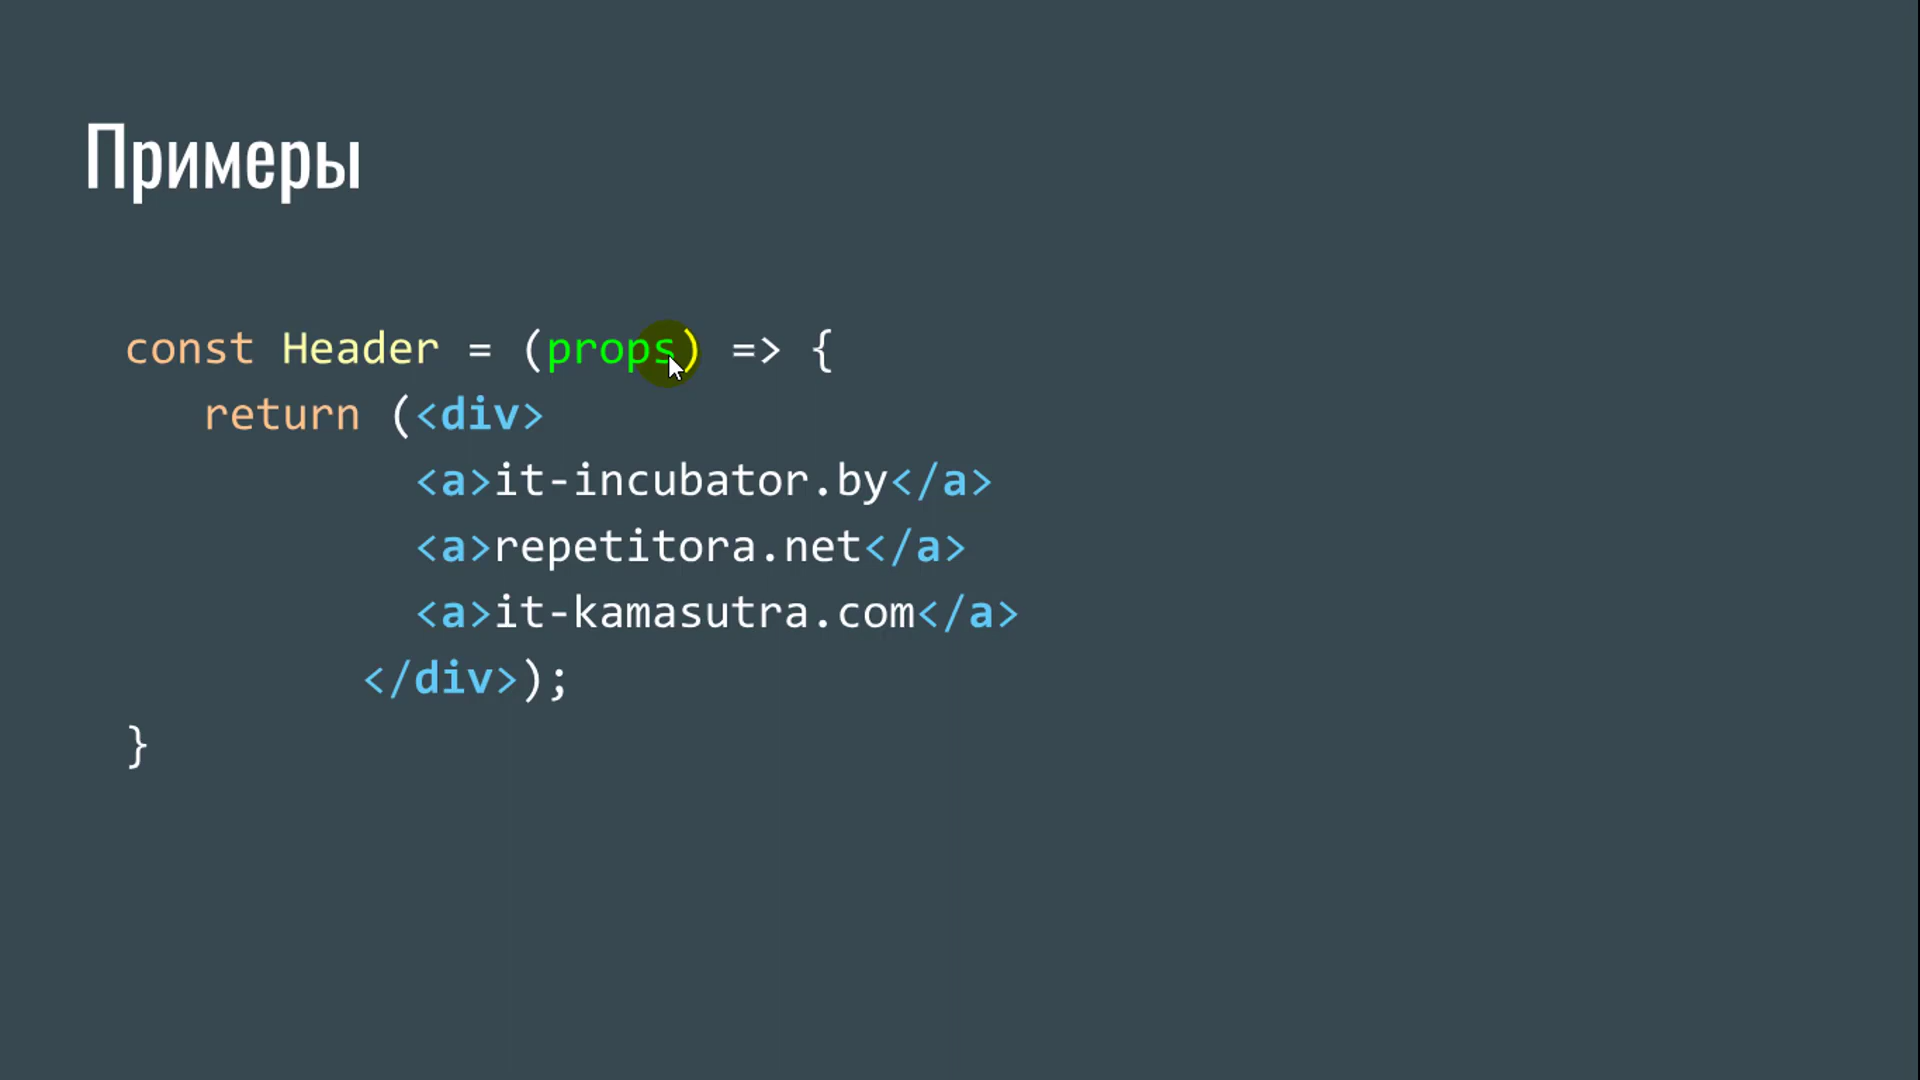 Примеры
const Header = (props) => {
return (<div>
<a>it-incubator.by</a>
<a>repetitora.net</a>
<a>it-kamasutra.com</a>
</div>);
}